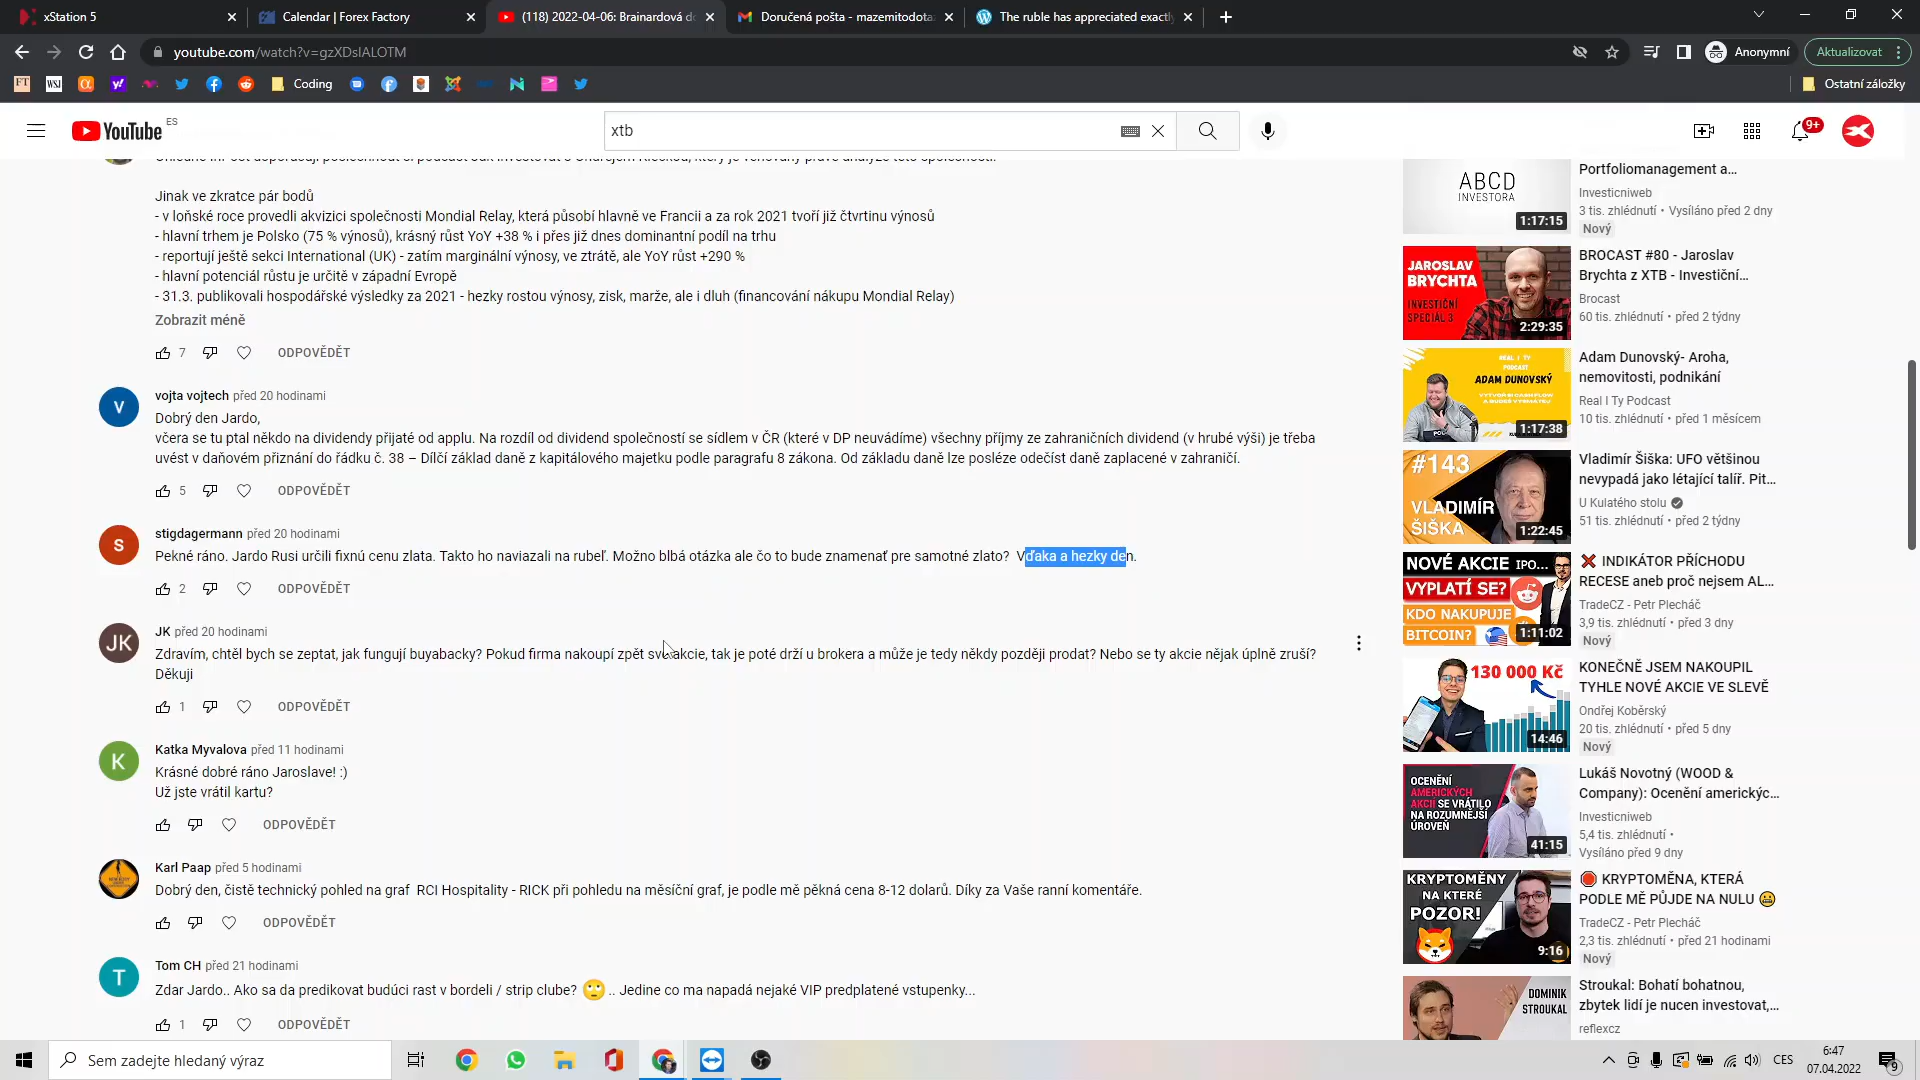 xStation 5
Calendar | Forex Factory
(118) 2022-04-06: Brainardová do
Doručená pošta - mazemitodota
The ruble has appreciated exactly
youtube.com/watch?v=gzXDsIALOTM
Anonymní
Aktualizovat
FT
WSJ
Coding
Ostatní záložky
YouTube
ES
xtb
9+
Jinak ve zkratce pár bodů
- v loňské roce provedli akvizici společnosti Mondial Relay, která působí hlavně ve Francii a za rok 2021 tvoří již čtvrtinu výnosů
- hlavní trhem je Polsko (75 % výnosů), krásný růst YoY +38 % i přes již dnes dominantní podíl na trhu
- reportují ještě sekci International (UK) - zatím marginální výnosy, ve ztrátě, ale YoY růst +290 %
- hlavní potenciál růstu je určitě v západní Evropě
- 31.3. publikovali hospodářské výsledky za 2021 - hezky rostou výnosy, zisk, marže, ale i dluh (financování nákupu Mondial Relay)
Zobrazit méně
7 ODPOVĚDĚT
V
vojta vojtech před 20 hodinami
Dobrý den Jardo,
včera se tu ptal někdo na dividendy přijaté od applu. Na rozdíl od dividend společností se sídlem v ČR (které v DP neuvádíme) všechny příjmy ze zahraničních dividend (v hrubé výši) je třeba
uvést v daňovém přiznání do řádku č. 38 – Dílčí základ daně z kapitálového majetku podle paragrafu 8 zákona. Od základu daně lze posléze odečíst daně zaplacené v zahraničí.
5 ODPOVĚDĚT
S
stigdagermann před 20 hodinami
Pekné ráno. Jardo Rusi určili fixnú cenu zlata. Takto ho naviazali na rubeľ. Možno blbá otázka ale čo to bude znamenať pre samotné zlato? Vďaka a hezky den.
2 ODPOVĚDĚT
JK
JK před 20 hodinami
Zdravím, chtěl bych se zeptat, jak fungují buyabacky? Pokud firma nakoupí zpět své akcie, tak je poté drží u brokera a může je tedy někdy později prodat? Nebo se ty akcie nějak úplně zruší?
Děkuji
1 ODPOVĚDĚT
K
Katka Myvalova před 11 hodinami
Krásné dobré ráno Jaroslave! :)
Už jste vrátil kartu?
ODPOVĚDĚT
Karl Paap před 5 hodinami
Dobrý den, čistě technický pohled na graf RCI Hospitality - RICK při pohledu na měsíční graf, je podle mě pěkná cena 8-12 dolarů. Díky za Vaše ranní komentáře.
ODPOVĚDĚT
T
Tom CH před 21 hodinami
Zdar Jardo.. Ako sa da predikovat budúci rast v bordeli / strip clube? 🙄 .. Jedine co ma napadá nejaké VIP predplatené vstupenky...
1 ODPOVĚDĚT
ABCD
INVESTORA
1:17:15
Portfoliomanagement a...
Investicniweb
3 tis. zhlédnutí • Vysíláno před 2 dny
Nový
JAROSLAV
BRYCHTA
INVESTIČNÍ
SPECIÁL 3
2:29:35
BROCAST #80 - Jaroslav
Brychta z XTB - Investiční...
Brocast
60 tis. zhlédnutí • před 2 týdny
REAL I TY
PODCAST
ADAM DUNOVSKÝ
1:17:38
Adam Dunovský- Aroha,
nemovitosti, podnikání
Real I Ty Podcast
10 tis. zhlédnutí • před 1 měsícem
#143
VLADIMÍR
ŠIŠKA
1:22:45
Vladimír Šiška: UFO většinou
nevypadá jako létající talíř. Pit...
U Kulatého stolu
51 tis. zhlédnutí • před 2 týdny
NOVÉ AKCIE IPO...
VYPLATÍ SE?
KDO NAKUPUJE
BITCOIN?
1:11:02
❌ INDIKÁTOR PŘÍCHODU
RECESE aneb proč nejsem AL...
TradeCZ - Petr Plecháč
3,9 tis. zhlédnutí • před 3 dny
Nový
130 000 Kč
14:46
KONEČNĚ JSEM NAKOUPIL
TYHLE NOVÉ AKCIE VE SLEVĚ
Ondřej Koběrský
20 tis. zhlédnutí • před 5 dny
Nový
OCENĚNÍ
AMERICKÝCH
AKCIÍ SE VRÁTILO
NA ROZUMNĚJŠÍ
ÚROVEŇ
41:15
Lukáš Novotný (WOOD &
Company): Ocenění americkýc...
Investicniweb
5,4 tis. zhlédnutí •
Vysíláno před 9 dny
KRYPTOMĚNY
NA KTERÉ
POZOR!
9:16
🛑 KRYPTOMĚNA, KTERÁ
PODLE MĚ PŮJDE NA NULU 😬
TradeCZ - Petr Plecháč
2,3 tis. zhlédnutí • před 21 hodinami
Nový
DOMINIK
STROUKAL
Stroukal: Bohatí bohatnou,
zbytek lidí je nucen investovat,...
reflexcz
Sem zadejte hledaný výraz
CES
6:47
07.04.2022
9